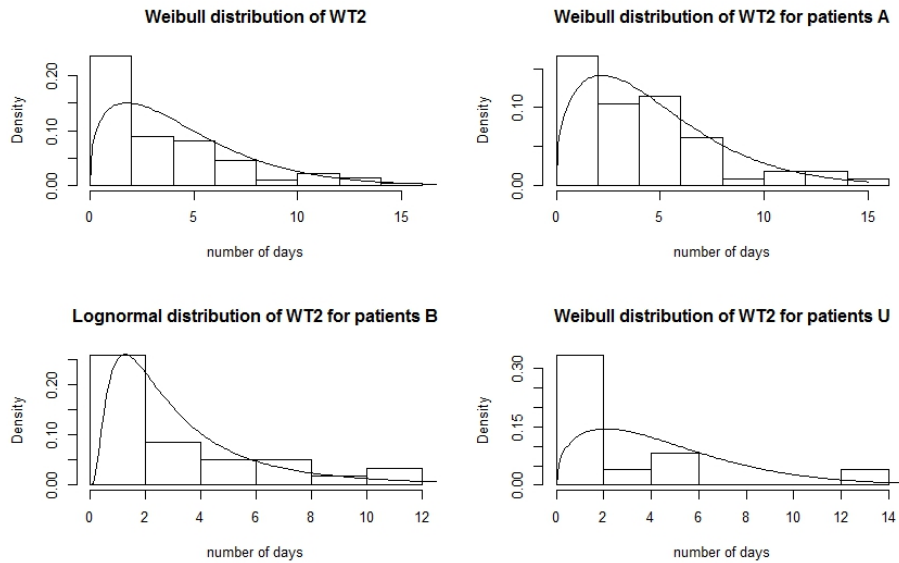 Weibull distribution of WT2
Density
0.00 0.10 0.20
0 5 10 15
number of days
Weibull distribution of WT2 for patients A
Density
0.00 0.10
0 5 10 15
number of days
Lognormal distribution of WT2 for patients B
Density
0.00 0.10 0.20
0 2 4 6 8 10 12
number of days
Weibull distribution of WT2 for patients U
Density
0.00 0.15 0.30
0 2 4 6 8 10 12 14
number of days